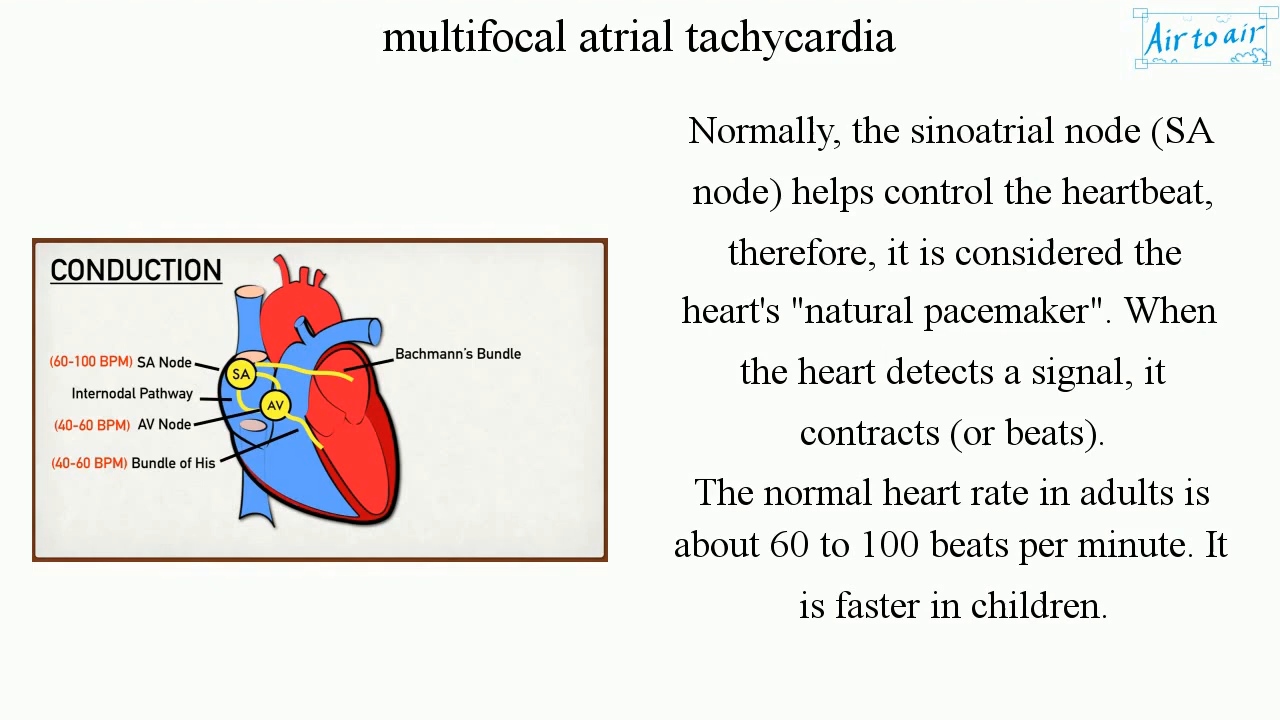 multifocal atrial tachycardia
Air to air
Normally, the sinoatrial node (SA
node) helps control the heartbeat,
therefore, it is considered the
heart's "natural pacemaker". When
the heart detects a signal, it
contracts (or beats).
The normal heart rate in adults is
about 60 to 100 beats per minute. It
is faster in children.
CONDUCTION
(60-100 BPM) SA Node
Internodal Pathway
(40-60 BPM) AV Node
(40-60 BPM) Bundle of His
SA
AV
Bachmann's Bundle